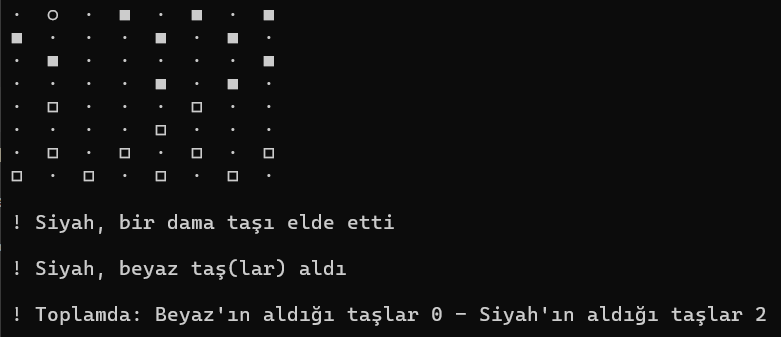 · ○ · ■ · ■ · ■
■ · · · ■ · ■ ·
· ■ · · · · · ■
· · · · ■ · ■ ·
· □ · · · □ · ·
· · · · □ · · ·
· □ · □ · □ · □
□ · □ · □ · □ ·
! Siyah, bir dama taşı elde etti
! Siyah, beyaz taş(lar) aldı
! Toplamda: Beyaz'ın aldığı taşlar 0 – Siyah'ın aldığı taşlar 2